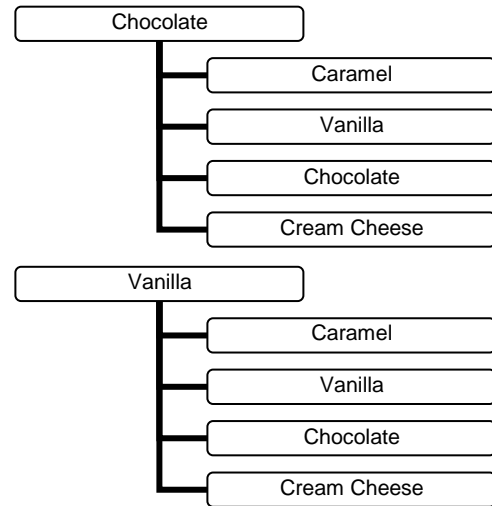 Chocolate
Caramel
Vanilla
Chocolate
Cream Cheese
Vanilla
Caramel
Vanilla
Chocolate
Cream Cheese